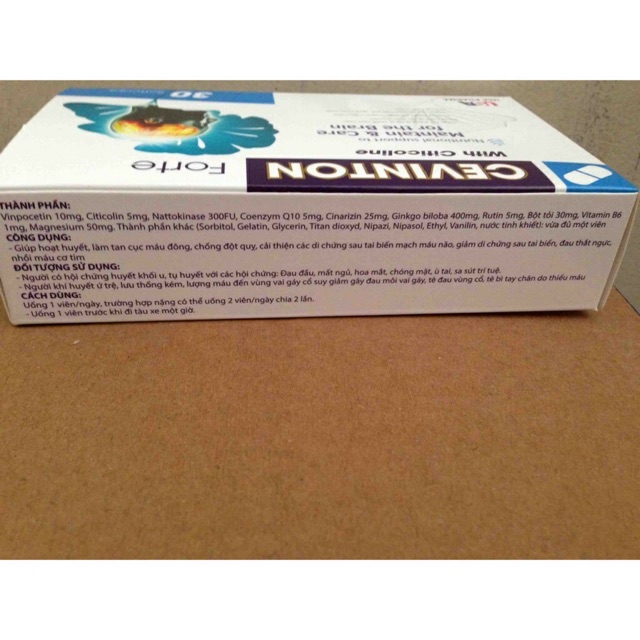 30
Nutritional support to
Maintain & Care
for the Brain
With Citicoline
CEVINTON
Forte
THÀNH PHẦN:
Vinpocetin 10mg, Citicolin 5mg, Nattokinase 300FU, Coenzym Q10 5mg, Cinarizin 25mg, Ginkgo biloba 400mg, Rutin 5mg, Bột tỏi 30mg, Vitamin B6
1mg, Magnesium 50mg. Thành phần khác (Sorbitol, Gelatin, Glycerin, Titan dioxyd, Nipazi, Nipasol, Ethyl, Vanilin, nước tinh khiết): vừa đủ một viên
CÔNG DỤNG:
- Giúp hoạt huyết, làm tan cục máu đông, chống đột quỵ, cải thiện các di chứng sau tai biến mạch máu não, giảm di chứng sau tai biến, đau thắt ngực,
nhồi máu cơ tim
ĐỐI TƯỢNG SỬ DỤNG:
- Người có hội chứng huyết khối u, tụ huyết với các hội chứng: Đau đầu, mất ngủ, hoa mắt, chóng mặt, ù tai, sa sút trí tuệ.
- Người khí huyết ứ trệ, lưu thông kém, lượng máu đến vùng vai gáy cổ suy giảm gây đau mỏi vai gáy, tê đau vùng cổ, tê bì tay chân do thiếu máu
CÁCH DÙNG:
Uống 1 viên/ngày, trường hợp nặng có thể uống 2 viên/ngày chia 2 lần.
- Uống 1 viên trước khi đi tàu xe một giờ.